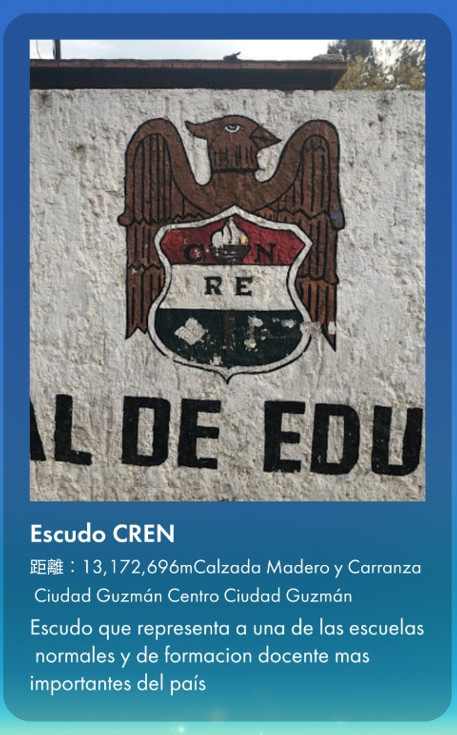 C N
R E
AL DE EDU
Escudo CREN
距離：13,172,696mCalzada Madero y Carranza
Ciudad Guzmán Centro Ciudad Guzmán
Escudo que representa a una de las escuelas
normales y de formacion docente mas
importantes del país